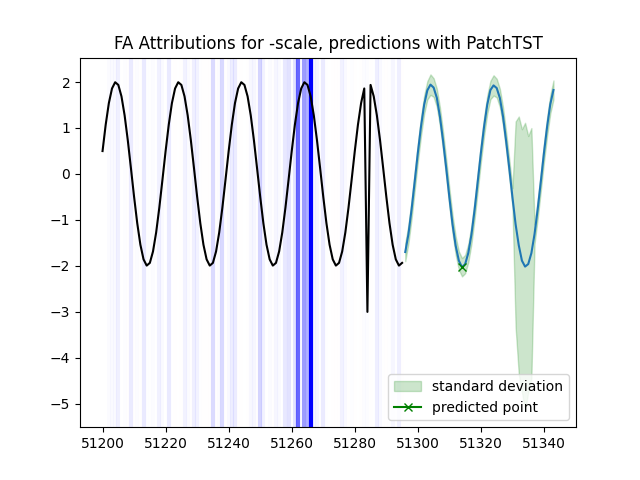 FA Attributions for -scale, predictions with PatchTST
2
1
0
−1
−2
−3
−4
−5
standard deviation
predicted point
51200 51220 51240 51260 51280 51300 51320 51340